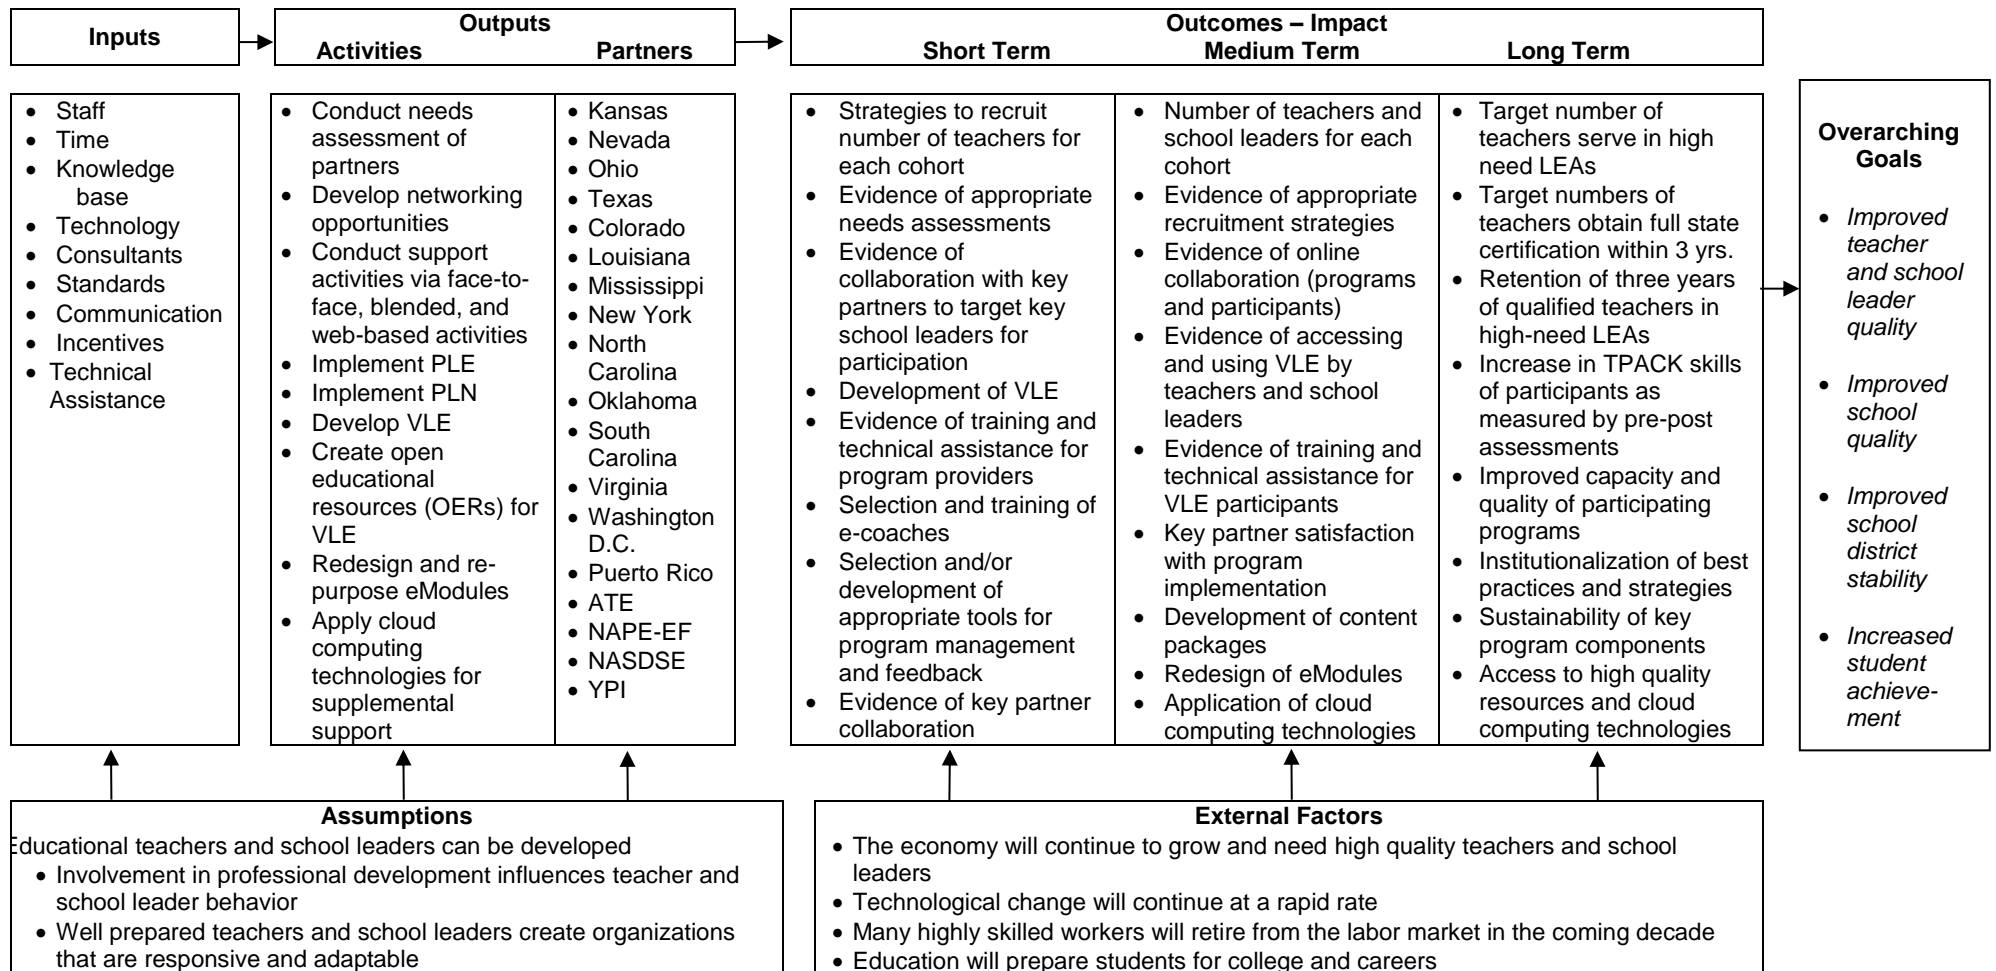 Inputs
Outputs
Activities Partners
Outcomes – Impact
Short Term Medium Term Long Term
• Staff
• Time
• Knowledge
base
• Technology
• Consultants
• Standards
• Communication
• Incentives
• Technical
Assistance
• Conduct needs
assessment of
partners
• Develop networking
opportunities
• Conduct support
activities via face-to-
face, blended, and
web-based activities
• Implement PLE
• Implement PLN
• Develop VLE
• Create open
educational
resources (OERs) for
VLE
• Redesign and re-
purpose eModules
• Apply cloud
computing
technologies for
supplemental
support
• Kansas
• Nevada
• Ohio
• Texas
• Colorado
• Louisiana
• Mississippi
• New York
• North
Carolina
• Oklahoma
• South
Carolina
• Virginia
• Washington
D.C.
• Puerto Rico
• ATE
• NAPE-EF
• NASDSE
• YPI
• Strategies to recruit
number of teachers for
each cohort
• Evidence of appropriate
needs assessments
• Evidence of
collaboration with key
partners to target key
school leaders for
participation
• Development of VLE
• Evidence of training and
technical assistance for
program providers
• Selection and training of
e-coaches
• Selection and/or
development of
appropriate tools for
program management
and feedback
• Evidence of key partner
collaboration
• Number of teachers and
school leaders for each
cohort
• Evidence of appropriate
recruitment strategies
• Evidence of online
collaboration (programs
and participants)
• Evidence of accessing
and using VLE by
teachers and school
leaders
• Evidence of training and
technical assistance for
VLE participants
• Key partner satisfaction
with program
implementation
• Development of content
packages
• Redesign of eModules
• Application of cloud
computing technologies
• Target number of
teachers serve in high
need LEAs
• Target numbers of
teachers obtain full state
certification within 3 yrs.
• Retention of three years
of qualified teachers in
high-need LEAs
• Increase in TPACK skills
of participants as
measured by pre-post
assessments
• Improved capacity and
quality of participating
programs
• Institutionalization of best
practices and strategies
• Sustainability of key
program components
• Access to high quality
resources and cloud
computing technologies
Overarching
Goals
• Improved
teacher
and school
leader
quality
• Improved
school
quality
• Improved
school
district
stability
• Increased
student
achieve-
ment
Assumptions
Educational teachers and school leaders can be developed
• Involvement in professional development influences teacher and
school leader behavior
• Well prepared teachers and school leaders create organizations
that are responsive and adaptable
External Factors
• The economy will continue to grow and need high quality teachers and school
leaders
• Technological change will continue at a rapid rate
• Many highly skilled workers will retire from the labor market in the coming decade
• Education will prepare students for college and careers